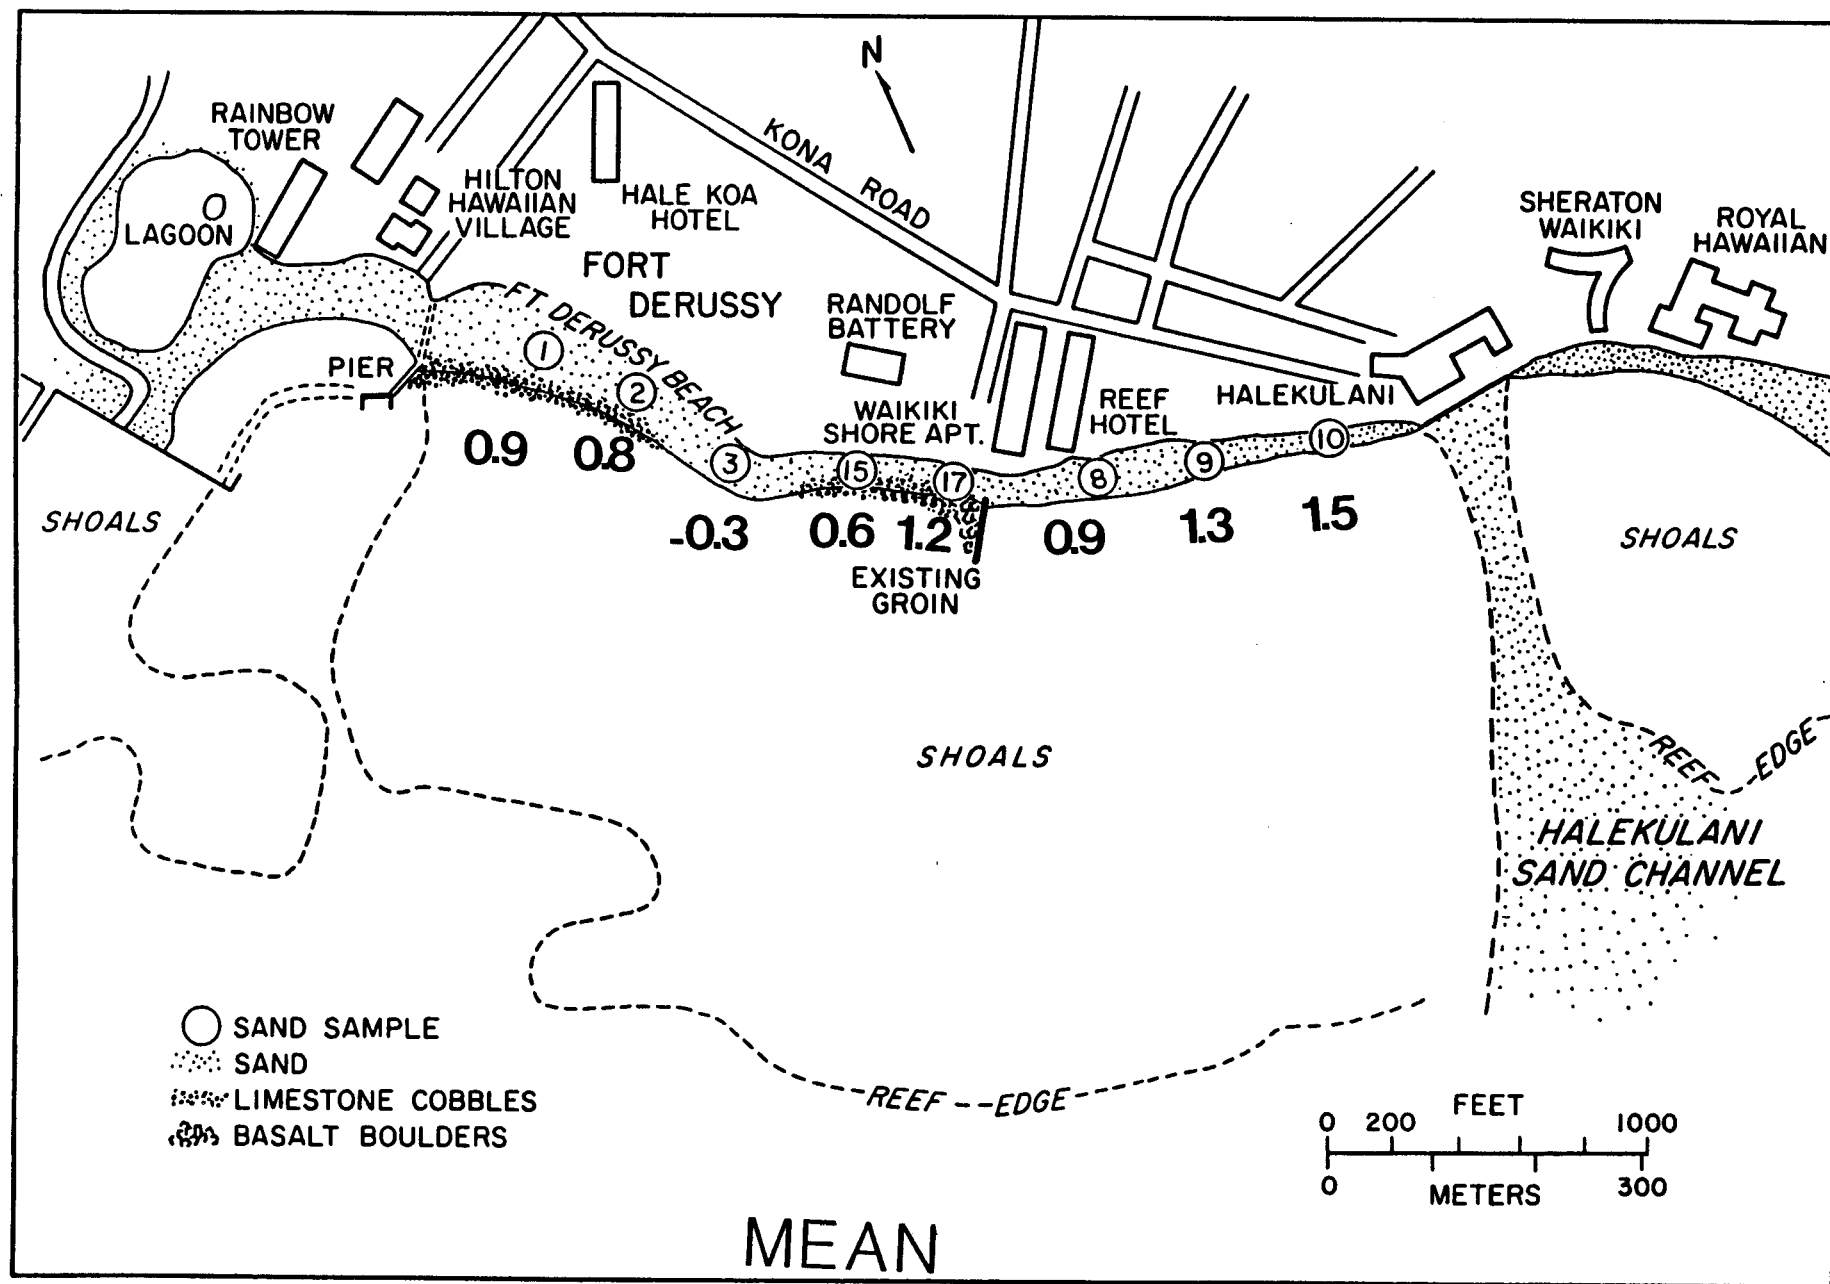 N
RAINBOW
TOWER
LAGOON
HILTON
HAWAIIAN
VILLAGE
HALE KOA
HOTEL
KONA ROAD
FORT
DERUSSY
FT. DERUSSY BEACH
RANDOLF
BATTERY
SHERATON
WAIKIKI
ROYAL
HAWAIIAN
PIER
WAIKIKI
SHORE APT.
REEF
HOTEL
HALEKULANI
1
2
3
15
17
8
9
10
0.9
0.8
-0.3
0.6
1.2
0.9
1.3
1.5
EXISTING
GROIN
SHOALS
SHOALS
SHOALS
REEF EDGE
HALEKULANI
SAND CHANNEL
REEF EDGE
SAND SAMPLE
SAND
LIMESTONE COBBLES
BASALT BOULDERS
FEET
0 200 1000
0 METERS 300
MEAN